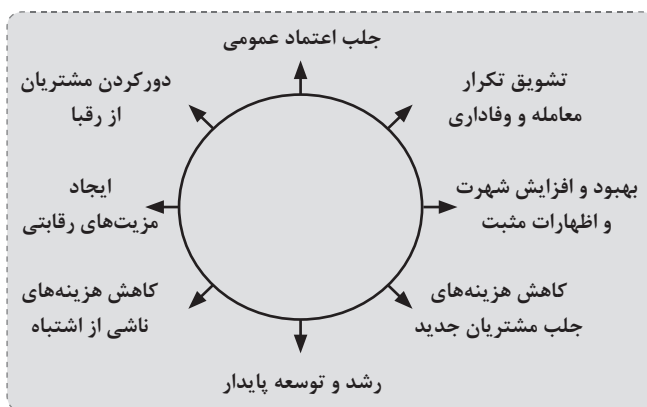 جلب اعتماد عمومی
تشویق تکرار
معامله و وفاداری
دورکردن مشتریان
از رقبا
بهبود و افزایش شهرت
و اظهارات مثبت
ایجاد
مزیت‌های رقابتی
کاهش هزینه‌های
جلب مشتریان جدید
کاهش هزینه‌های
ناشی از اشتباه
رشد و توسعه پایدار